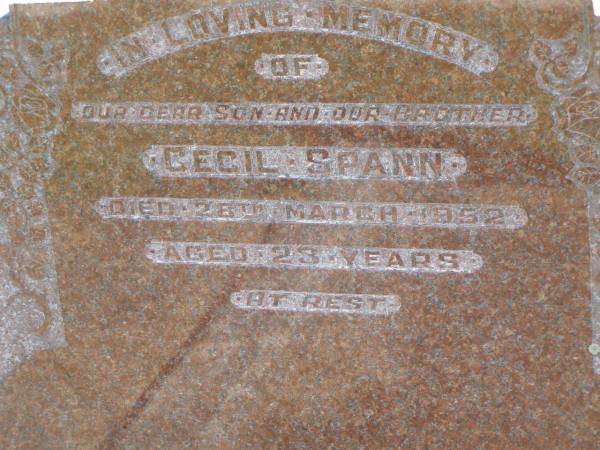 IN LOVING MEMORY
OF
OUR DEAR SON AND OUR BROTHER
CECIL SPANN
DIED 28TH MARCH 1952
AGED 23 YEARS
AT REST